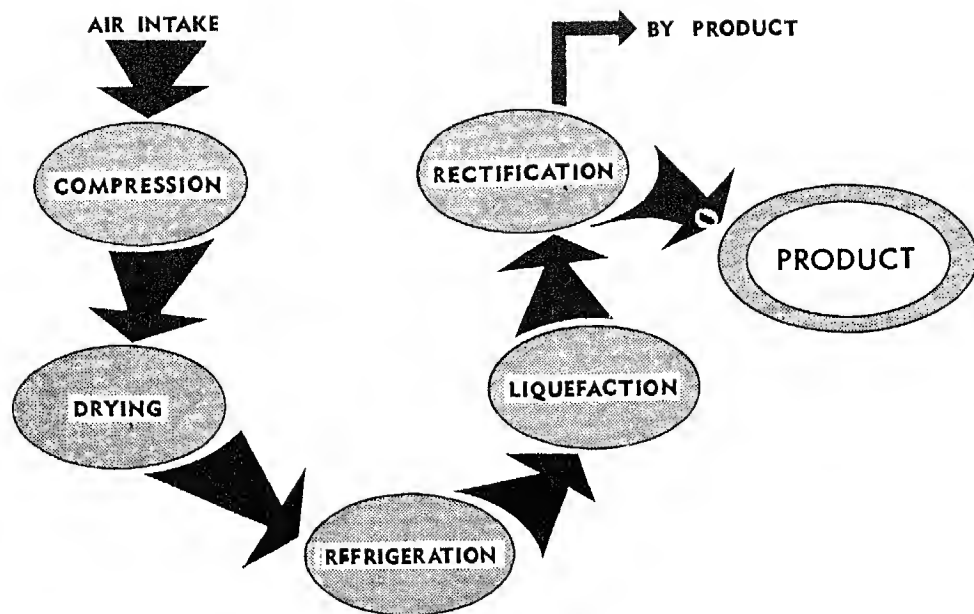 AIR INTAKE
COMPRESSION
DRYING
REFRIGERATION
LIQUEFACTION
RECTIFICATION
BY PRODUCT
PRODUCT